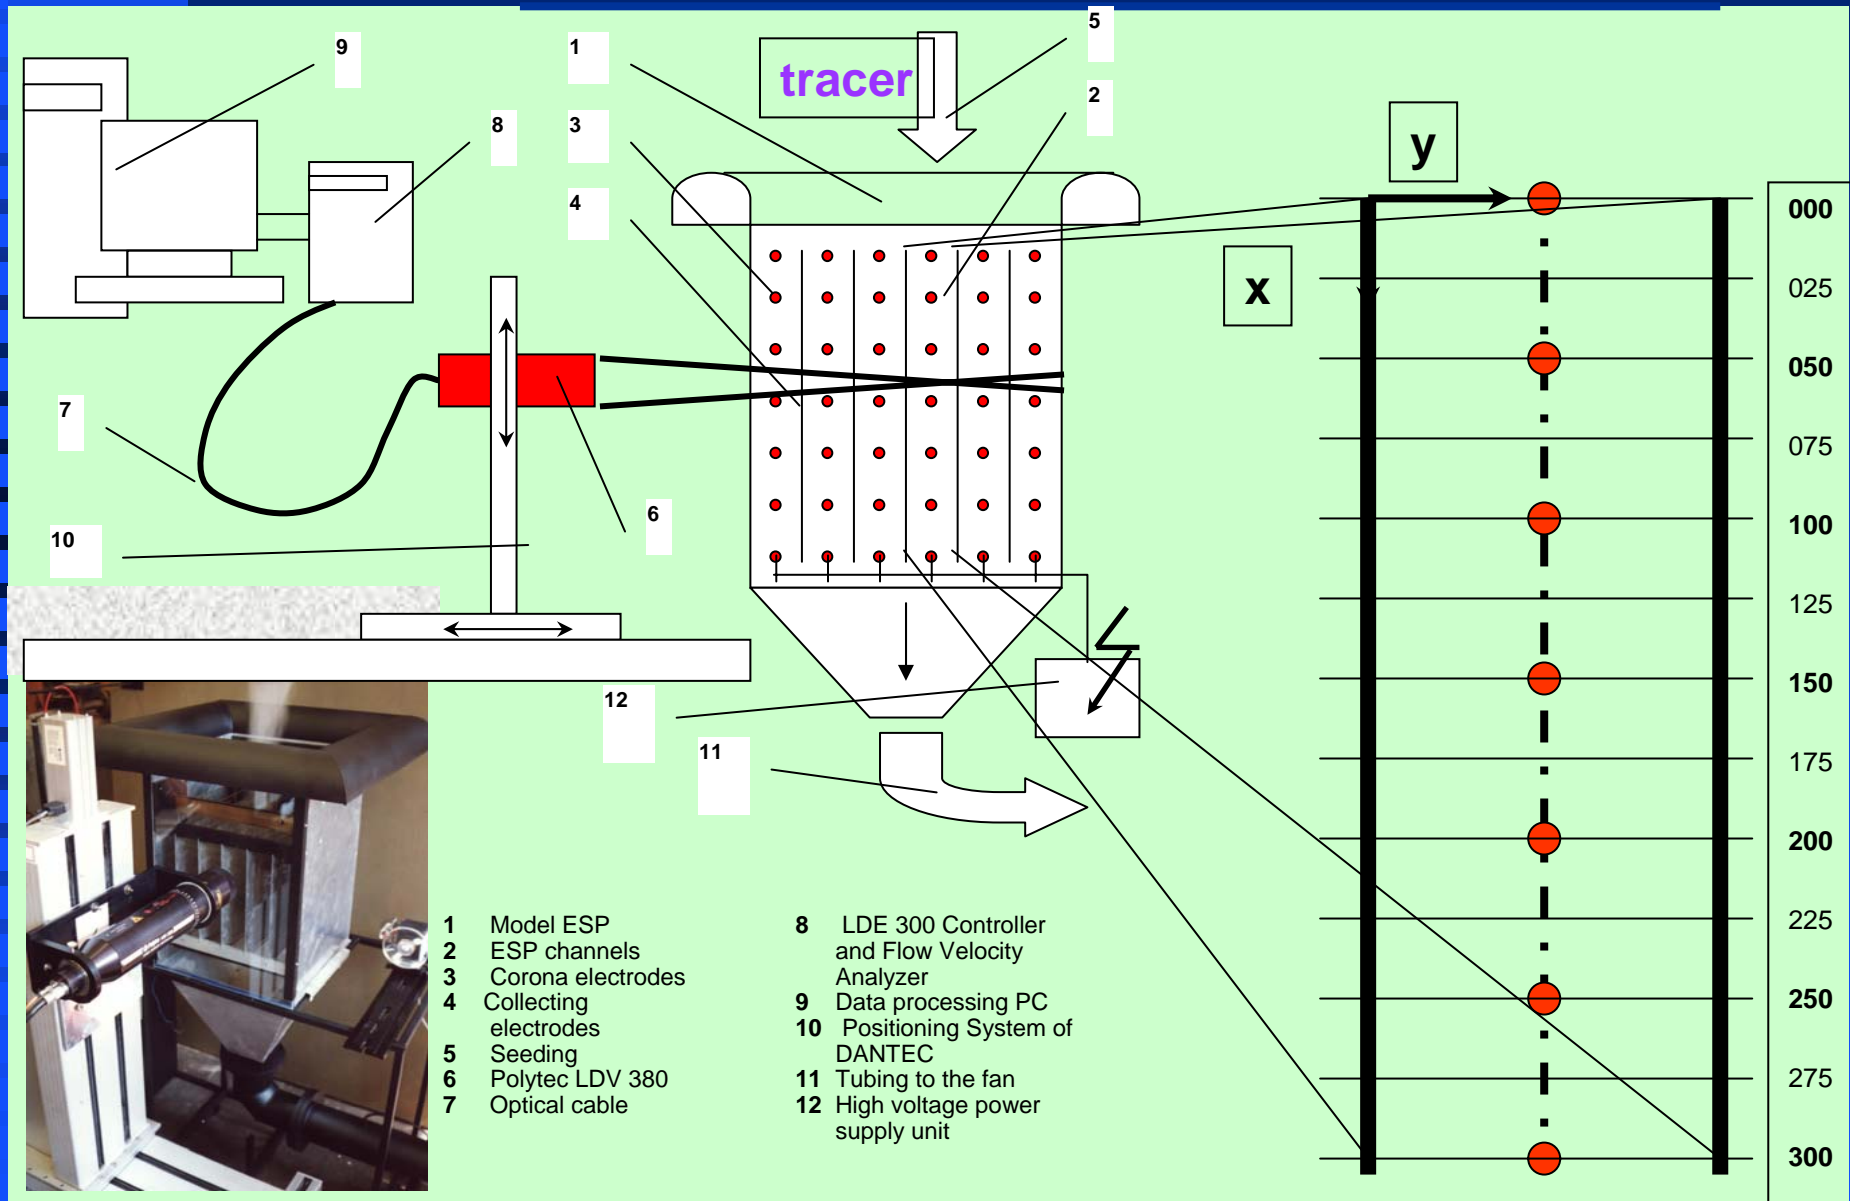 9
1
tracer
5
2
8
3
4
7
6
10
12
11
y
x
000
025
050
075
100
125
150
175
200
225
250
275
300
1 Model ESP
2 ESP channels
3 Corona electrodes
4 Collecting
electrodes
5 Seeding
6 Polytec LDV 380
7 Optical cable
8 LDE 300 Controller
and Flow Velocity
Analyzer
9 Data processing PC
10 Positioning System of
DANTEC
11 Tubing to the fan
12 High voltage power
supply unit